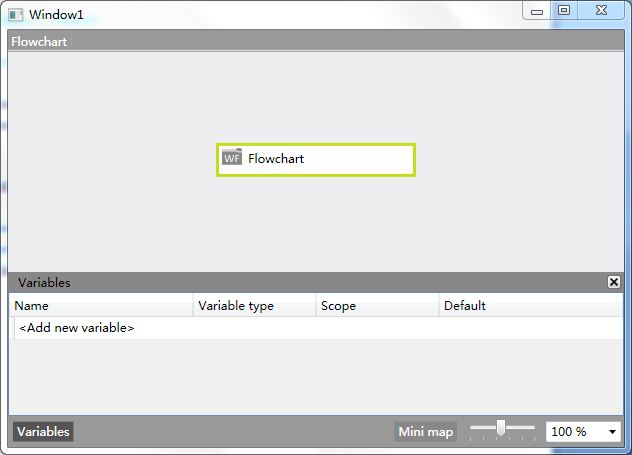 Window1
Flowchart
WF Flowchart
Variables
Name Variable type Scope Default
<Add new variable>
Variables Mini map 100 %